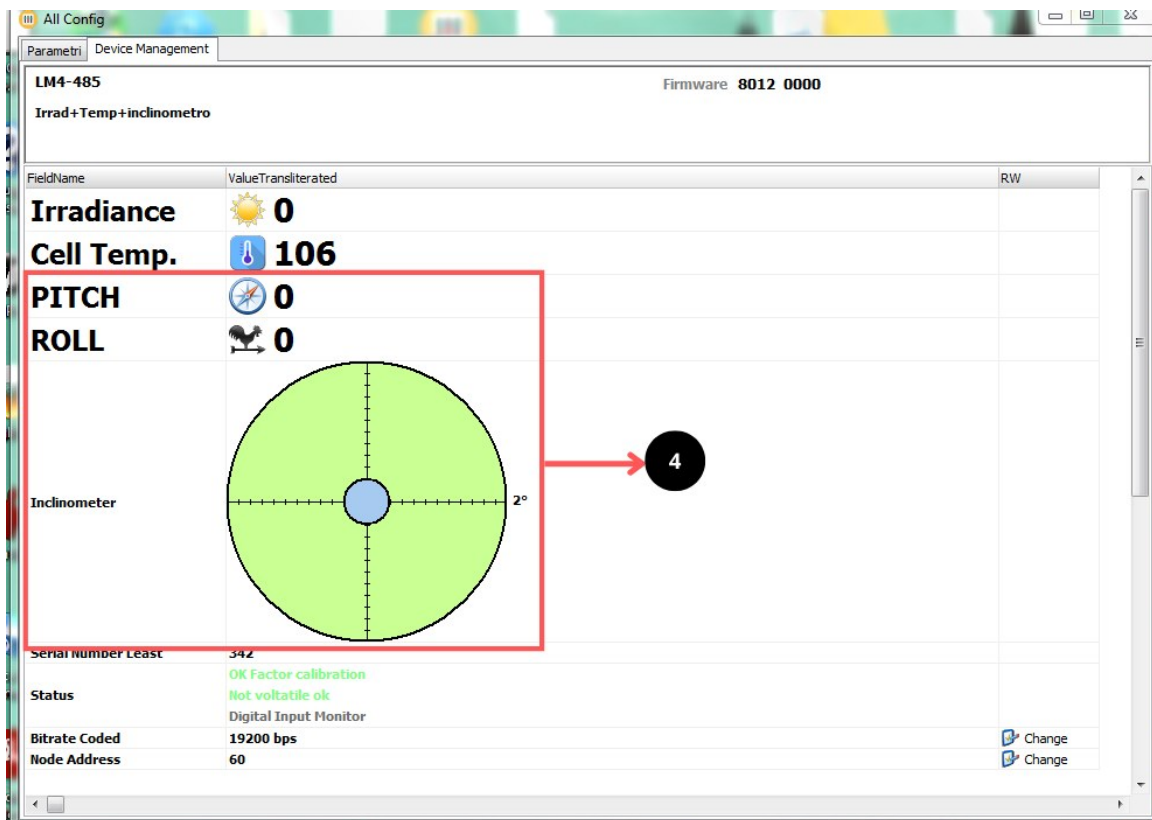 All Config
Parametri Device Management
LM4-485 Firmware 8012 0000
Irrad+Temp+inclinometro
FieldName ValueTransliterated RW
Irradiance 0
Cell Temp. 106
PITCH 0
ROLL 0
4
Inclinometer 2°
Serial Number Least 342
OK Factor calibration
Status Not voltatile ok
Digital Input Monitor
Bitrate Coded 19200 bps Change
Node Address 60 Change